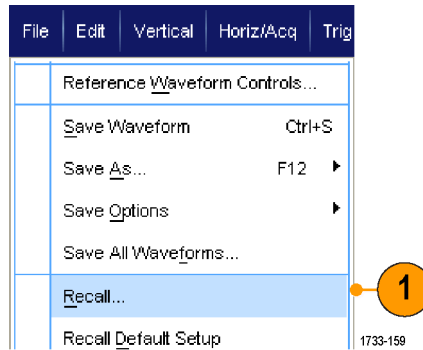 File Edit Vertical Horiz/Acq Trig
Reference Waveform Controls...
Save Waveform Ctrl+S
Save As... F12
Save Options
Save All Waveforms...
Recall...
1
Recall Default Setup
1733-159